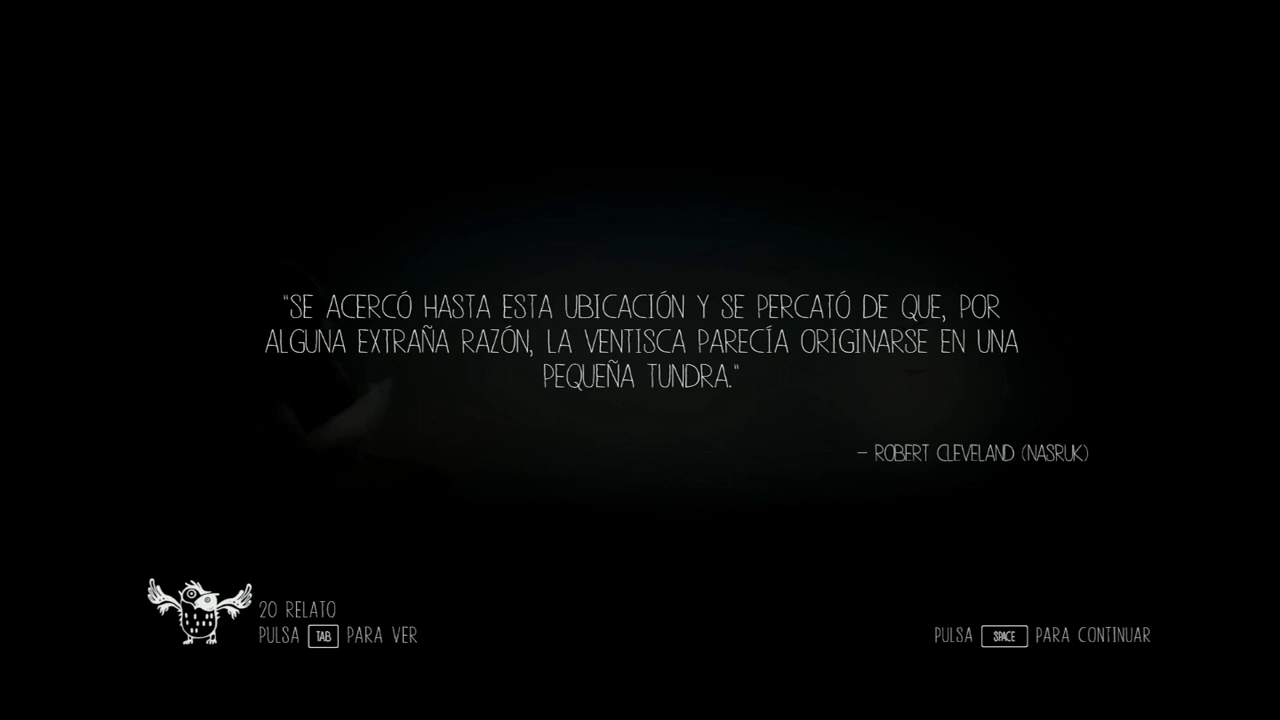 "SE ACERCÓ HASTA ESTA UBICACIÓN Y SE PERCATÓ DE QUE, POR
ALGUNA EXTRAÑA RAZÓN, LA VENTISCA PARECÍA ORIGINARSE EN UNA
PEQUEÑA TUNDRA."
– ROBERT CLEVELAND (NASRUK)
20 RELATO
PULSA TAB PARA VER
PULSA SPACE PARA CONTINUAR